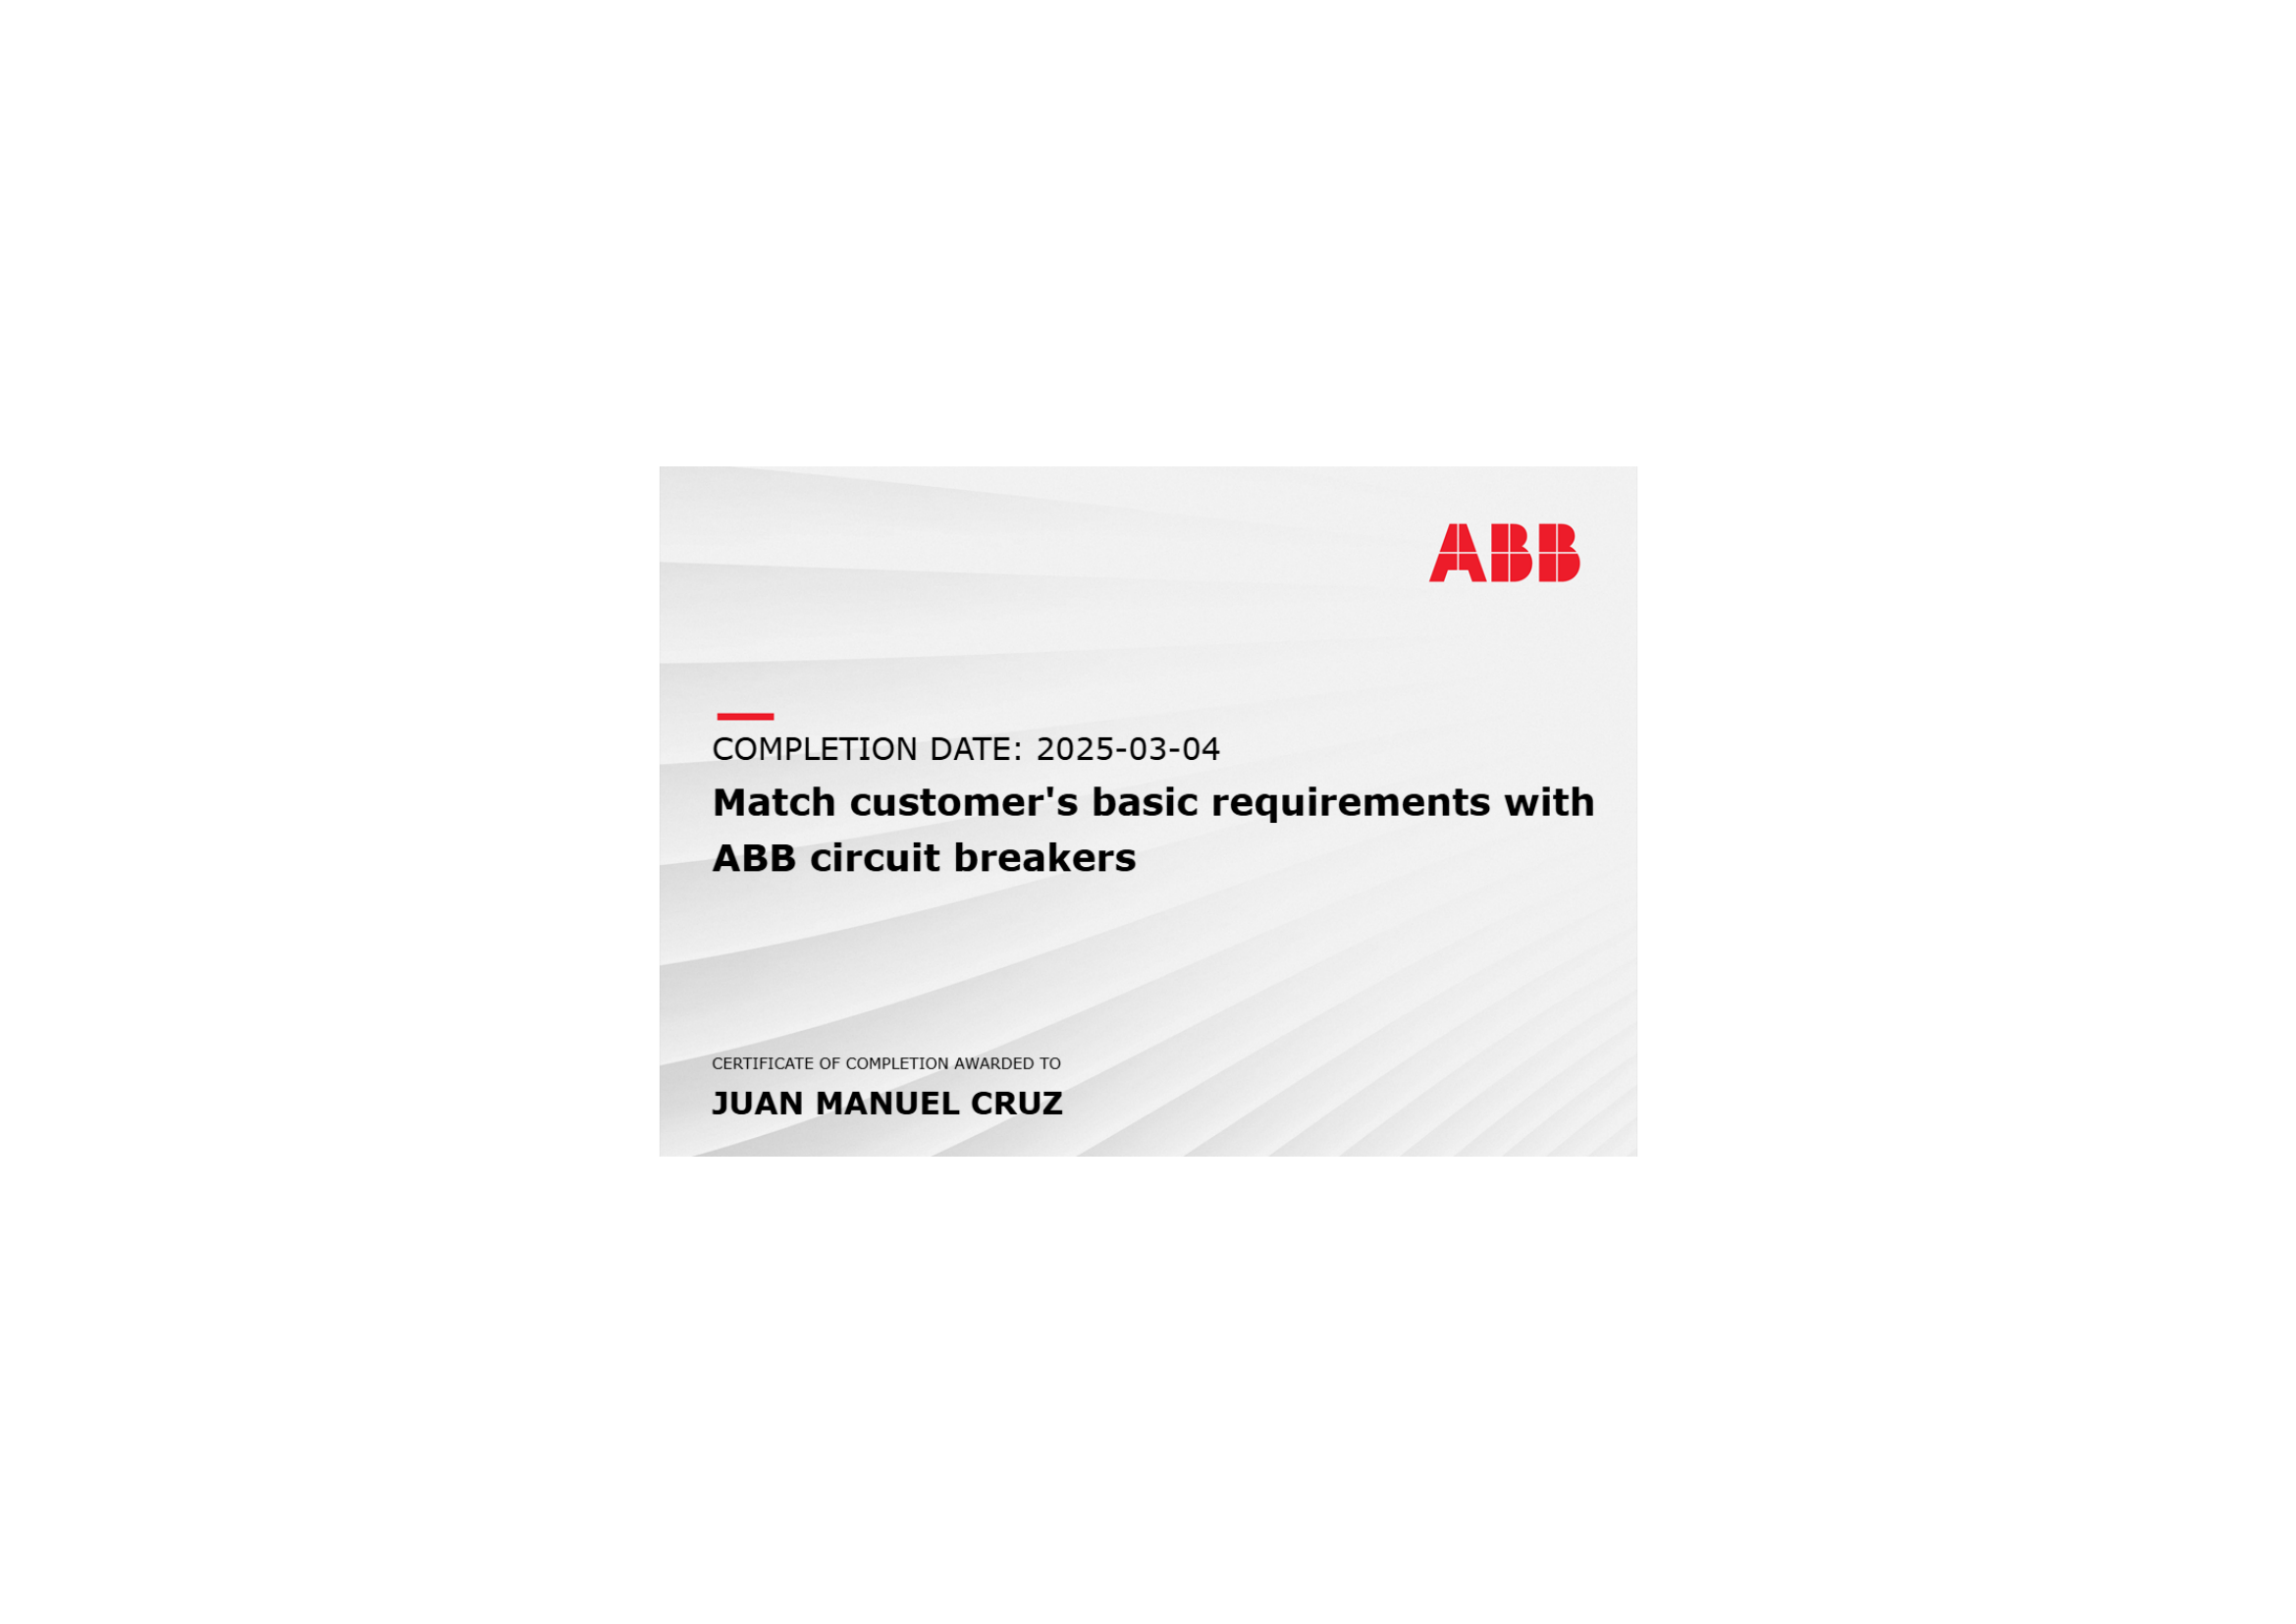 ABB
COMPLETION DATE: 2025-03-04
Match customer's basic requirements with
ABB circuit breakers
CERTIFICATE OF COMPLETION AWARDED TO
JUAN MANUEL CRUZ